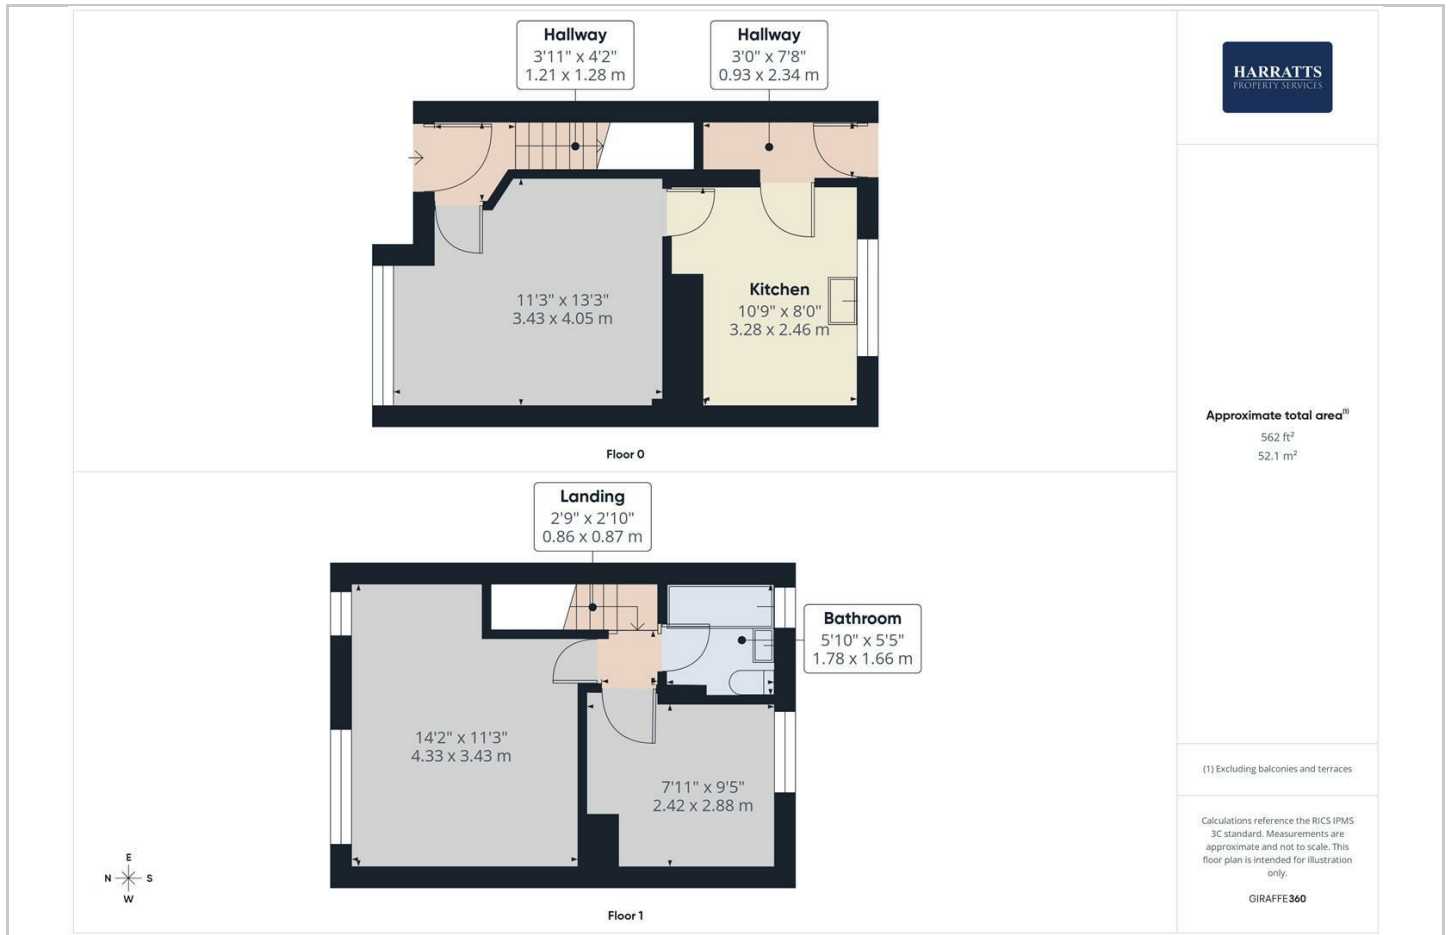 Hallway
3'11" x 4'2"
1.21 x 1.28 m
Hallway
3'0" x 7'8"
0.93 x 2.34 m
11'3" x 13'3"
3.43 x 4.05 m
Kitchen
10'9" x 8'0"
3.28 x 2.46 m
Floor 0
Landing
2'9" x 2'10"
0.86 x 0.87 m
Bathroom
5'10" x 5'5"
1.78 x 1.66 m
14'2" x 11'3"
4.33 x 3.43 m
7'11" x 9'5"
2.42 x 2.88 m
E
N S
W
Floor 1
HARRATTS
PROPERTY SERVICES
Approximate total area(1)
562 ft²
52.1 m²
(1) Excluding balconies and terraces
Calculations reference the RICS IPMS
3C standard. Measurements are
approximate and not to scale. This
floor plan is intended for illustration
only.
GIRAFFE360